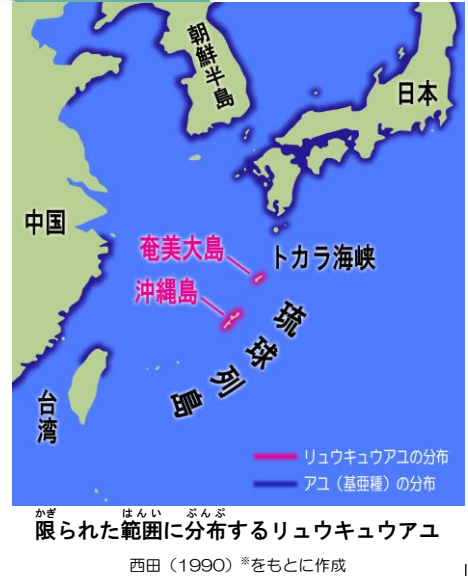 朝鮮半島
日本
中国
奄美大島
トカラ海峡
沖縄島
琉球列島
台湾
リュウキュウアユの分布
アユ（基亜種）の分布
かぎ はんい ぶんぷ
限られた範囲に分布するリュウキュウアユ
西田（1990）※をもとに作成